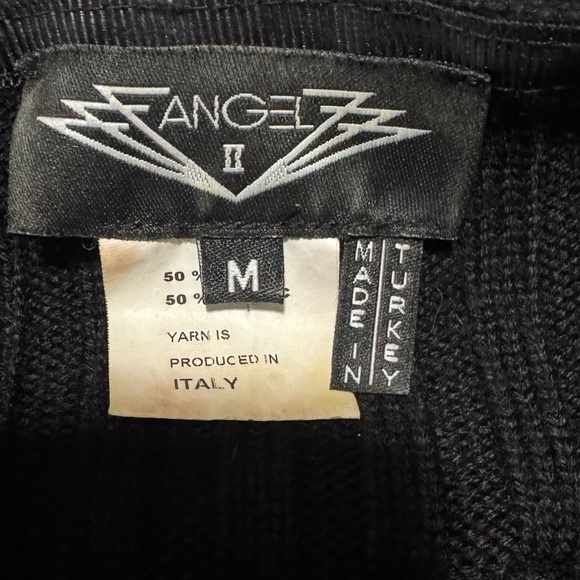 ANGEL
II
M
50 %
50 % C
YARN IS
PRODUCED IN
ITALY
MADE IN
TURKEY